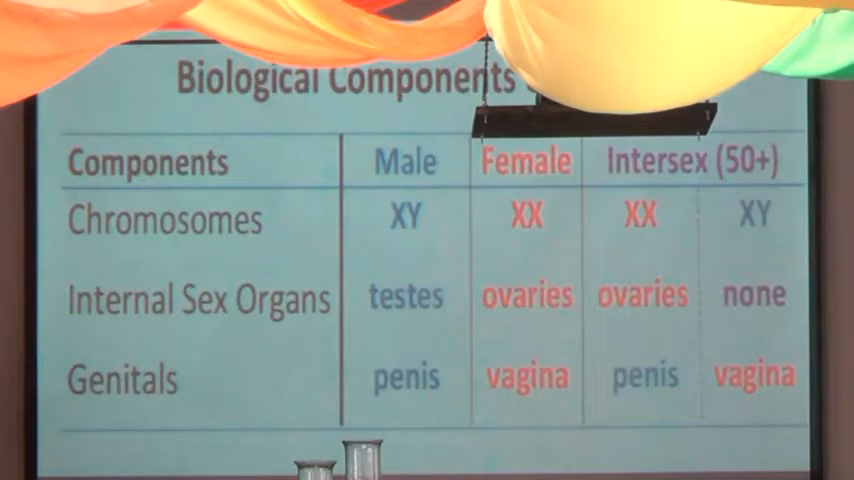 Biological Components
Components Male Female Intersex (50+)
Chromosomes XY XX XX XY
Internal Sex Organs testes ovaries ovaries none
Genitals penis vagina penis vagina